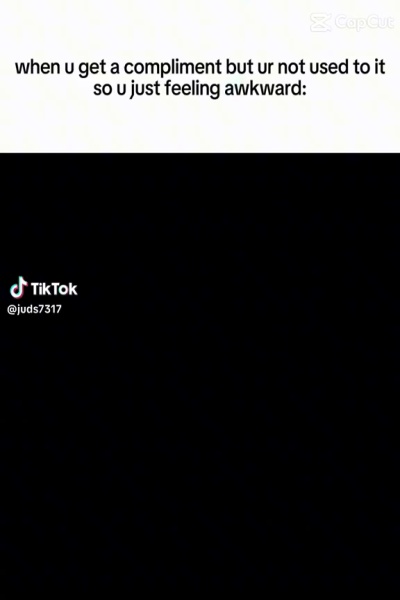 CapCut
when u get a compliment but ur not used to it
so u just feeling awkward:
TikTok
@juds7317